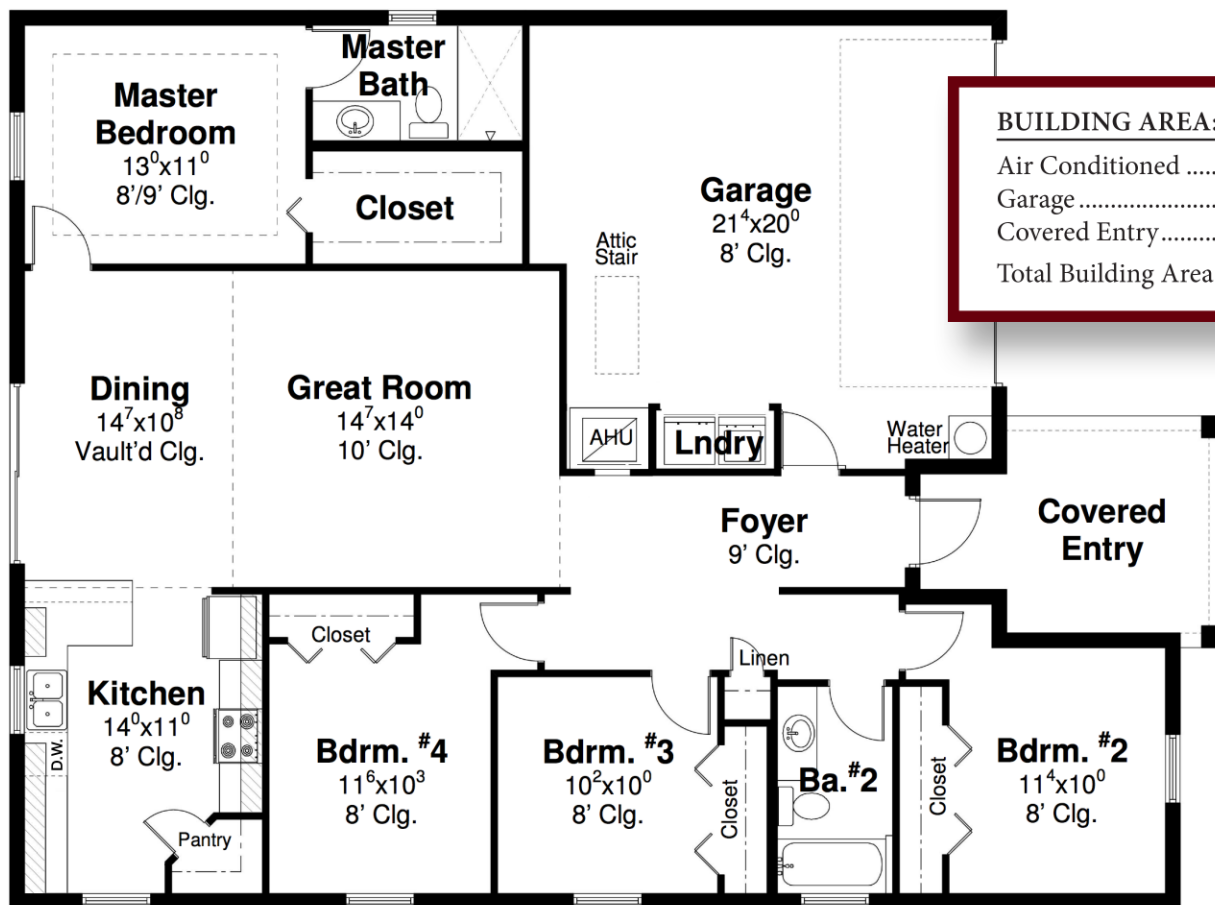 Master
Bedroom
13⁰x11⁰
8'/9' Clg.
Master
Bath
Closet
Garage
21⁴x20⁰
8' Clg.
Attic
Stair
BUILDING AREA:
Air Conditioned .....
Garage ......................
Covered Entry.........
Total Building Area
Dining
14⁷x10⁸
Vault'd Clg.
Great Room
14⁷x14⁰
10' Clg.
AHU
Lndry
Water
Heater
Foyer
9' Clg.
Covered
Entry
Kitchen
14⁰x11⁰
8' Clg.
D.W.
Pantry
Closet
Bdrm. #4
11⁶x10³
8' Clg.
Linen
Bdrm. #3
10²x10⁰
8' Clg.
Closet
Ba.#2
Closet
Bdrm. #2
11⁴x10⁰
8' Clg.